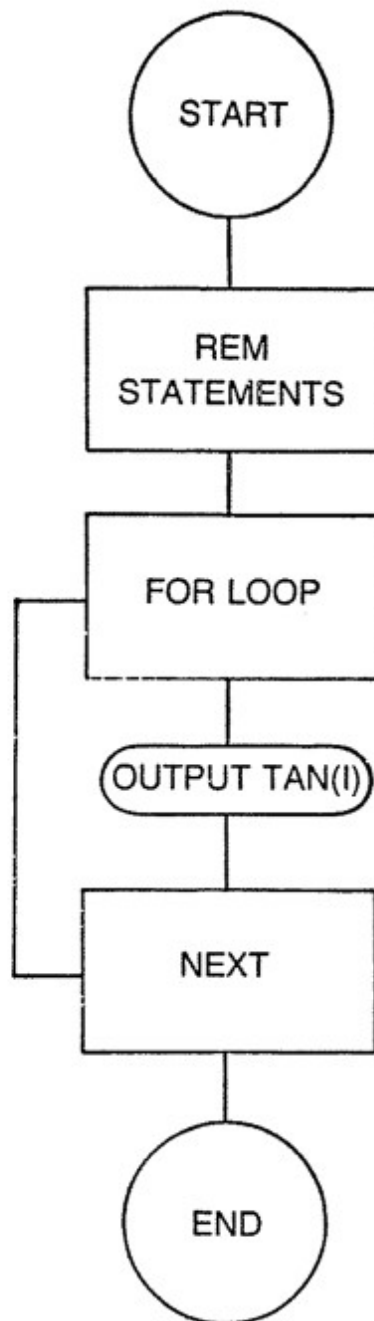 START
REM
STATEMENTS
FOR LOOP
OUTPUT TAN(I)
NEXT
END